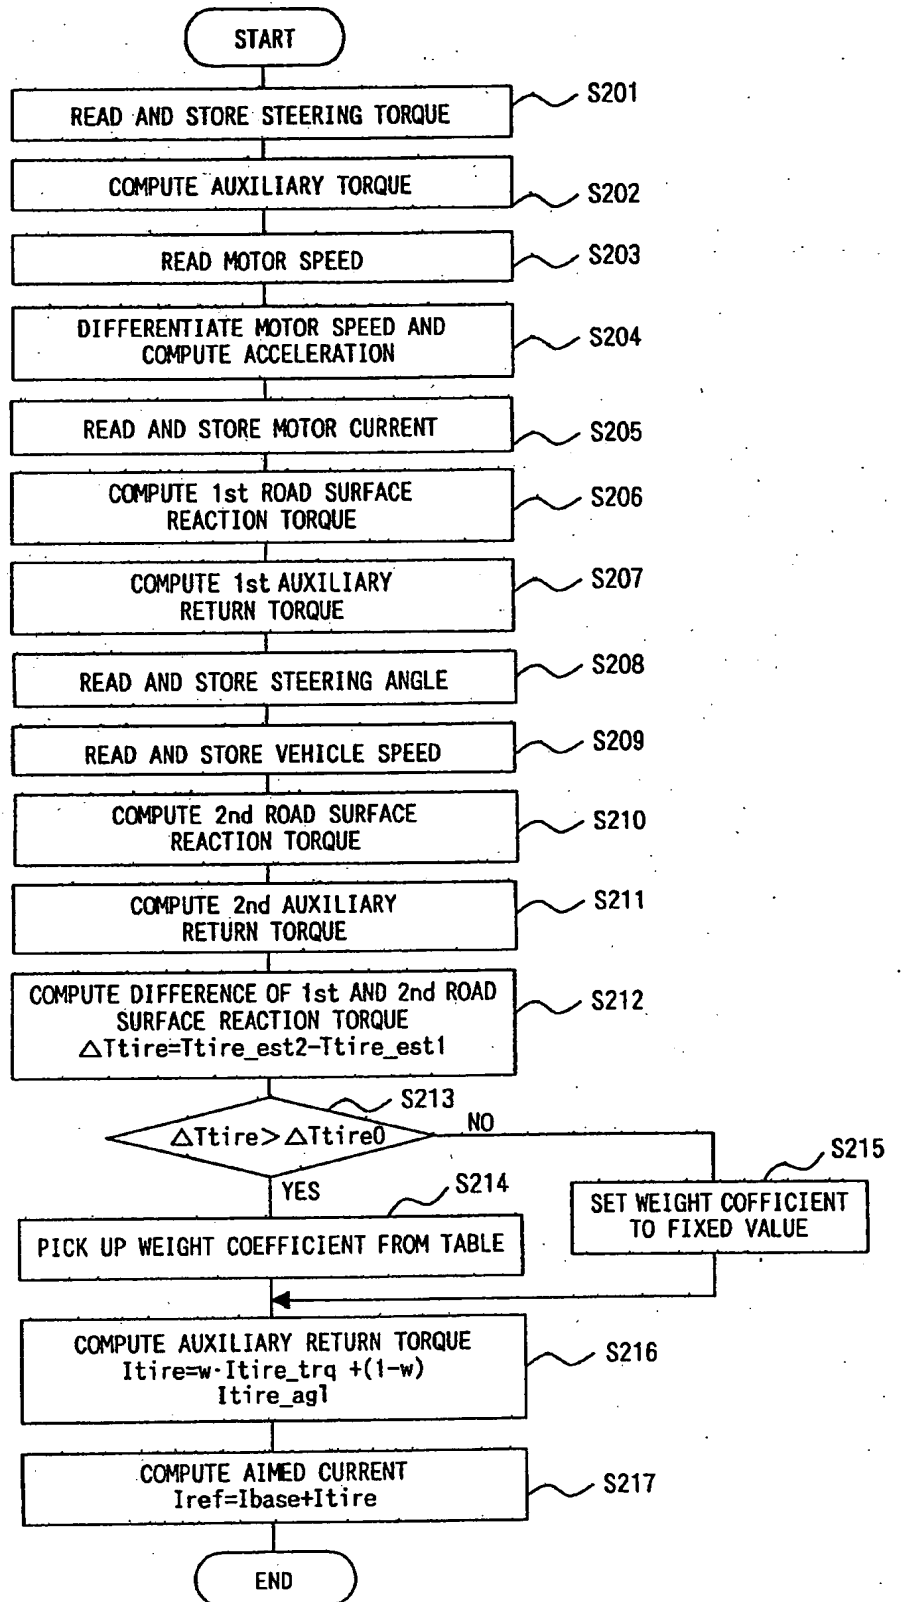 START
READ AND STORE STEERING TORQUE
S201
COMPUTE AUXILIARY TORQUE
S202
READ MOTOR SPEED
S203
DIFFERENTIATE MOTOR SPEED AND
COMPUTE ACCELERATION
S204
READ AND STORE MOTOR CURRENT
S205
COMPUTE 1st ROAD SURFACE
REACTION TORQUE
S206
COMPUTE 1st AUXILIARY
RETURN TORQUE
S207
READ AND STORE STEERING ANGLE
S208
READ AND STORE VEHICLE SPEED
S209
COMPUTE 2nd ROAD SURFACE
REACTION TORQUE
S210
COMPUTE 2nd AUXILIARY
RETURN TORQUE
S211
COMPUTE DIFFERENCE OF 1st AND 2nd ROAD
SURFACE REACTION TORQUE
△Ttire=Ttire_est2-Ttire_est1
S212
S213
△Ttire>△Ttire0
NO
YES
S214
PICK UP WEIGHT COEFFICIENT FROM TABLE
S215
SET WEIGHT COFFICIENT
TO FIXED VALUE
COMPUTE AUXILIARY RETURN TORQUE
Itire=w·Itire_trq +(1-w)
Itire_agl
S216
COMPUTE AIMED CURRENT
Iref=Ibase+Itire
S217
END